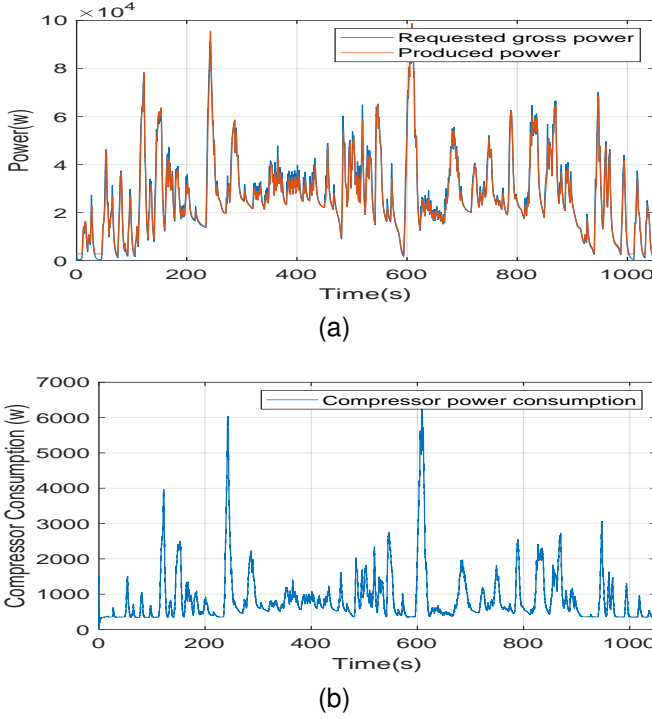 ×10⁴
10
8
6
4
2
0
Power(w)
Requested gross power
Produced power
0 200 400 600 800 1000
Time(s)
(a)
7000
6000
5000
4000
3000
2000
1000
0
Compressor Consumption (w)
Compressor power consumption
0 200 400 600 800 1000
Time(s)
(b)